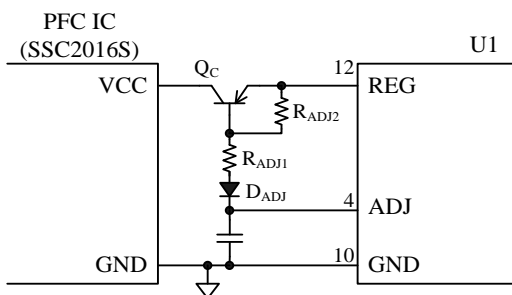 PFC IC
(SSC2016S)
U1
VCC
QC
12
REG
RADJ2
RADJ1
DADJ
4
ADJ
GND
10
GND